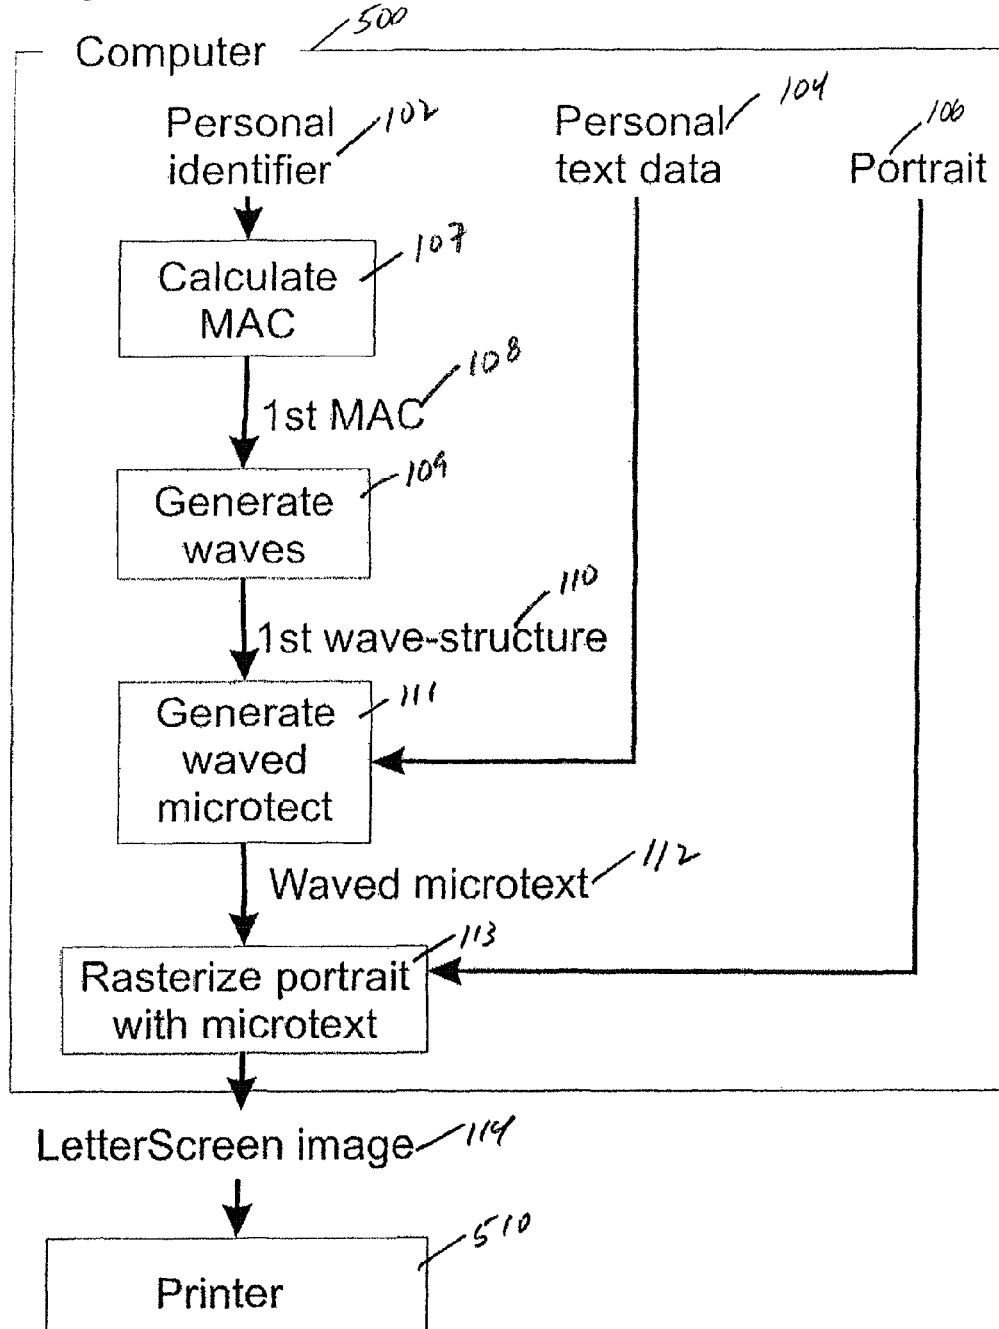 500
Computer
Personal 102
identifier
Personal 104
text data
106
Portrait
Calculate 107
MAC
1st MAC 108
Generate 109
waves
1st wave-structure 110
Generate 111
waved
microtect
Waved microtext 112
Rasterize portrait 113
with microtext
LetterScreen image 114
Printer 510